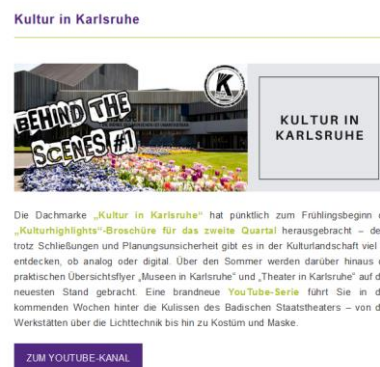 Kultur in Karlsruhe
BEHIND THE
SCENES #1
K
KULTUR IN
KARLSRUHE
Die Dachmarke „Kultur in Karlsruhe“ hat pünktlich zum Frühlingsbeginn
„Kulturhighlights“-Broschüre für das zweite Quartal herausgebracht –
trotz Schließungen und Planungsunsicherheit gibt es in der Kulturlandschaft viel
entdecken, ob analog oder digital. Über den Sommer werden darüber hinaus
praktischen Übersichtsflyer „Museen in Karlsruhe“ und „Theater in Karlsruhe“ auf
neuesten Stand gebracht. Eine brandneue YouTube-Serie führt Sie in
kommenden Wochen hinter die Kulissen des Badischen Staatstheaters – von
Werkstätten über die Lichttechnik bis hin zu Kostüm und Maske.
ZUM YOUTUBE-KANAL